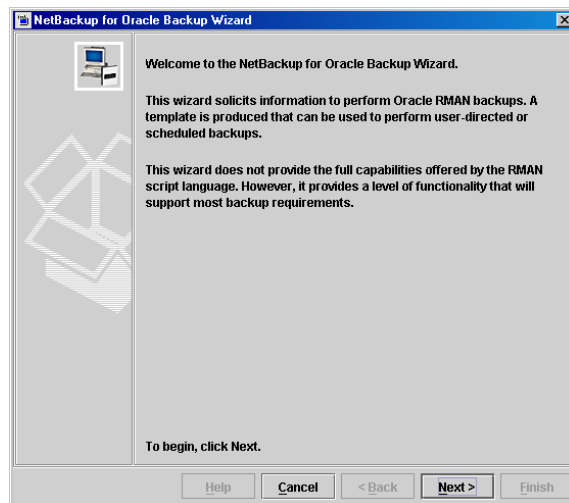 NetBackup for Oracle Backup Wizard
Welcome to the NetBackup for Oracle Backup Wizard.
This wizard solicits information to perform Oracle RMAN backups. A
template is produced that can be used to perform user-directed or
scheduled backups.
This wizard does not provide the full capabilities offered by the RMAN
script language. However, it provides a level of functionality that will
support most backup requirements.
To begin, click Next.
Help
Cancel
< Back
Next >
Finish